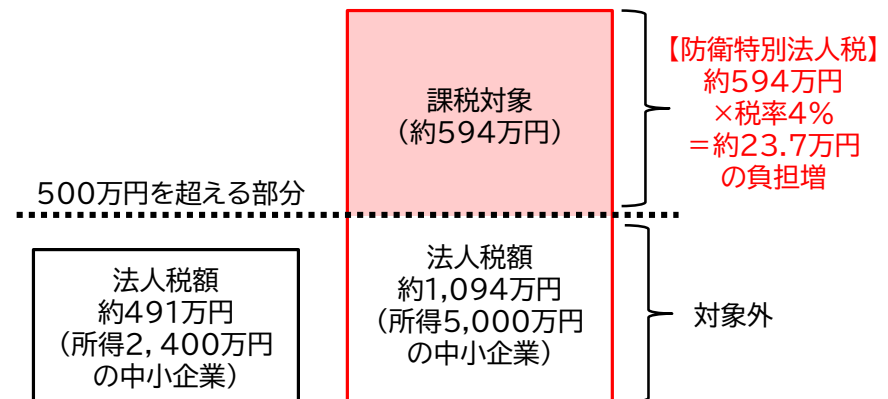 【防衛特別法人税】
約594万円
×税率4%
＝約23.7万円
の負担増
課税対象
（約594万円）
500万円を超える部分
法人税額
約491万円
（所得2，400万円
の中小企業）
法人税額
約1,094万円
（所得5,000万円
の中小企業）
対象外